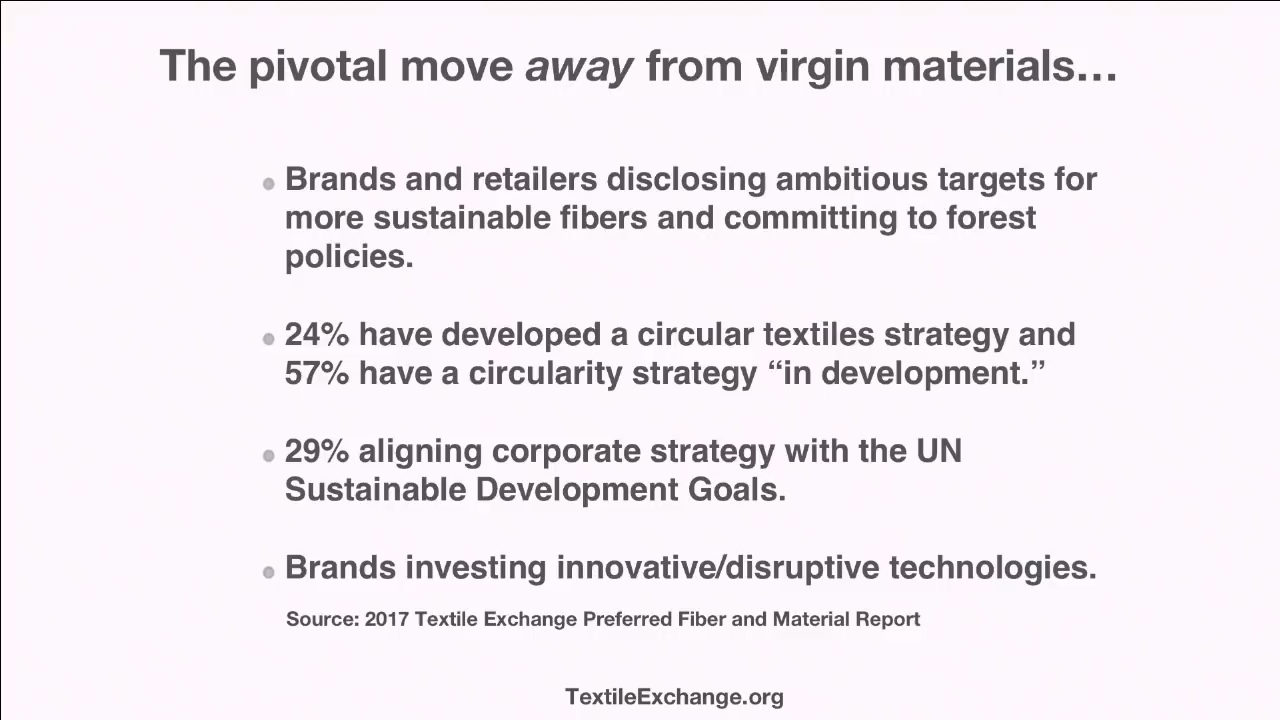 The pivotal move away from virgin materials...
Brands and retailers disclosing ambitious targets for
more sustainable fibers and committing to forest
policies.
24% have developed a circular textiles strategy and
57% have a circularity strategy “in development.”
29% aligning corporate strategy with the UN
Sustainable Development Goals.
Brands investing innovative/disruptive technologies.
Source: 2017 Textile Exchange Preferred Fiber and Material Report
TextileExchange.org